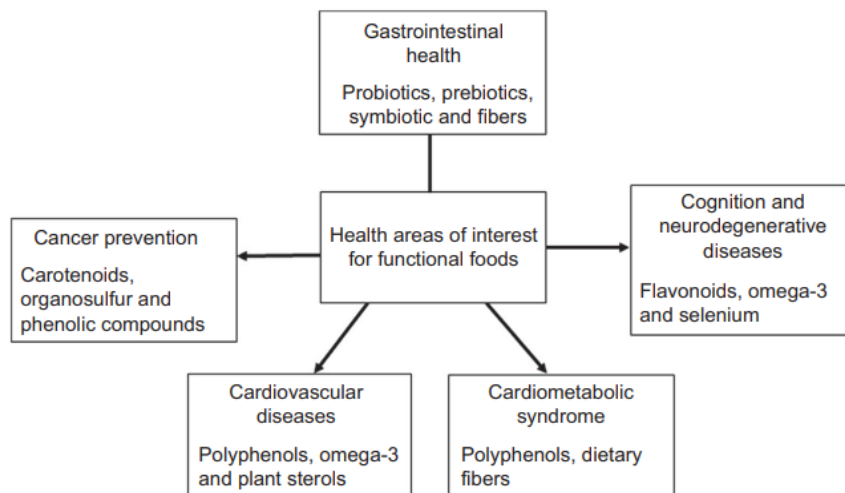 Gastrointestinal
health
Probiotics, prebiotics,
symbiotic and fibers
Cancer prevention
Carotenoids,
organosulfur and
phenolic compounds
Health areas of interest
for functional foods
Cognition and
neurodegenerative
diseases
Flavonoids, omega-3
and selenium
Cardiovascular
diseases
Polyphenols, omega-3
and plant sterols
Cardiometabolic
syndrome
Polyphenols, dietary
fibers